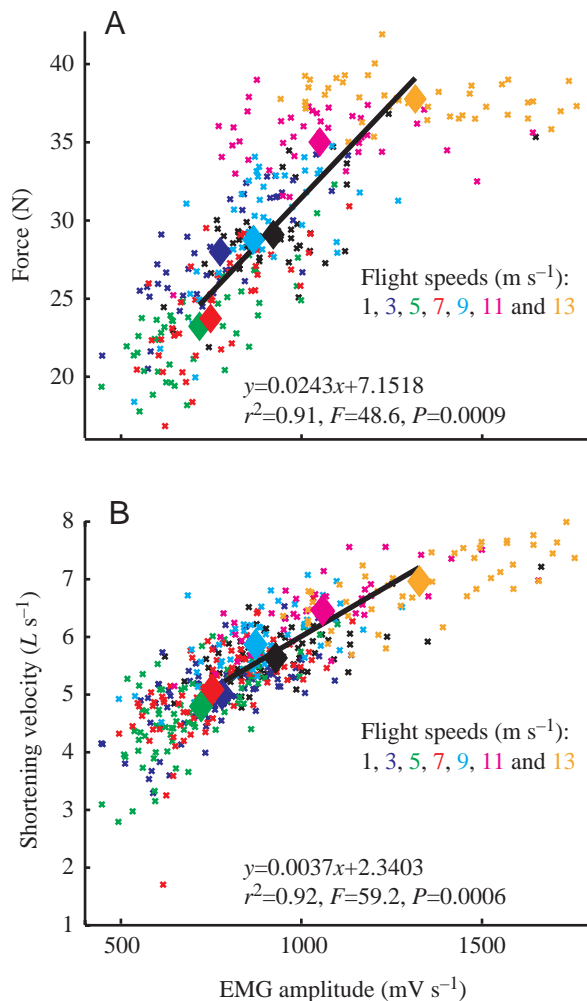 A
40
35
30
25
20
Force (N)
Flight speeds (m s⁻¹):
1, 3, 5, 7, 9, 11 and 13
y=0.0243x+7.1518
r²=0.91, F=48.6, P=0.0009
500
1000
1500
B
8
7
6
5
4
3
2
1
Shortening velocity (L s⁻¹)
Flight speeds (m s⁻¹):
1, 3, 5, 7, 9, 11 and 13
y=0.0037x+2.3403
r²=0.92, F=59.2, P=0.0006
500
1000
1500
EMG amplitude (mV s⁻¹)